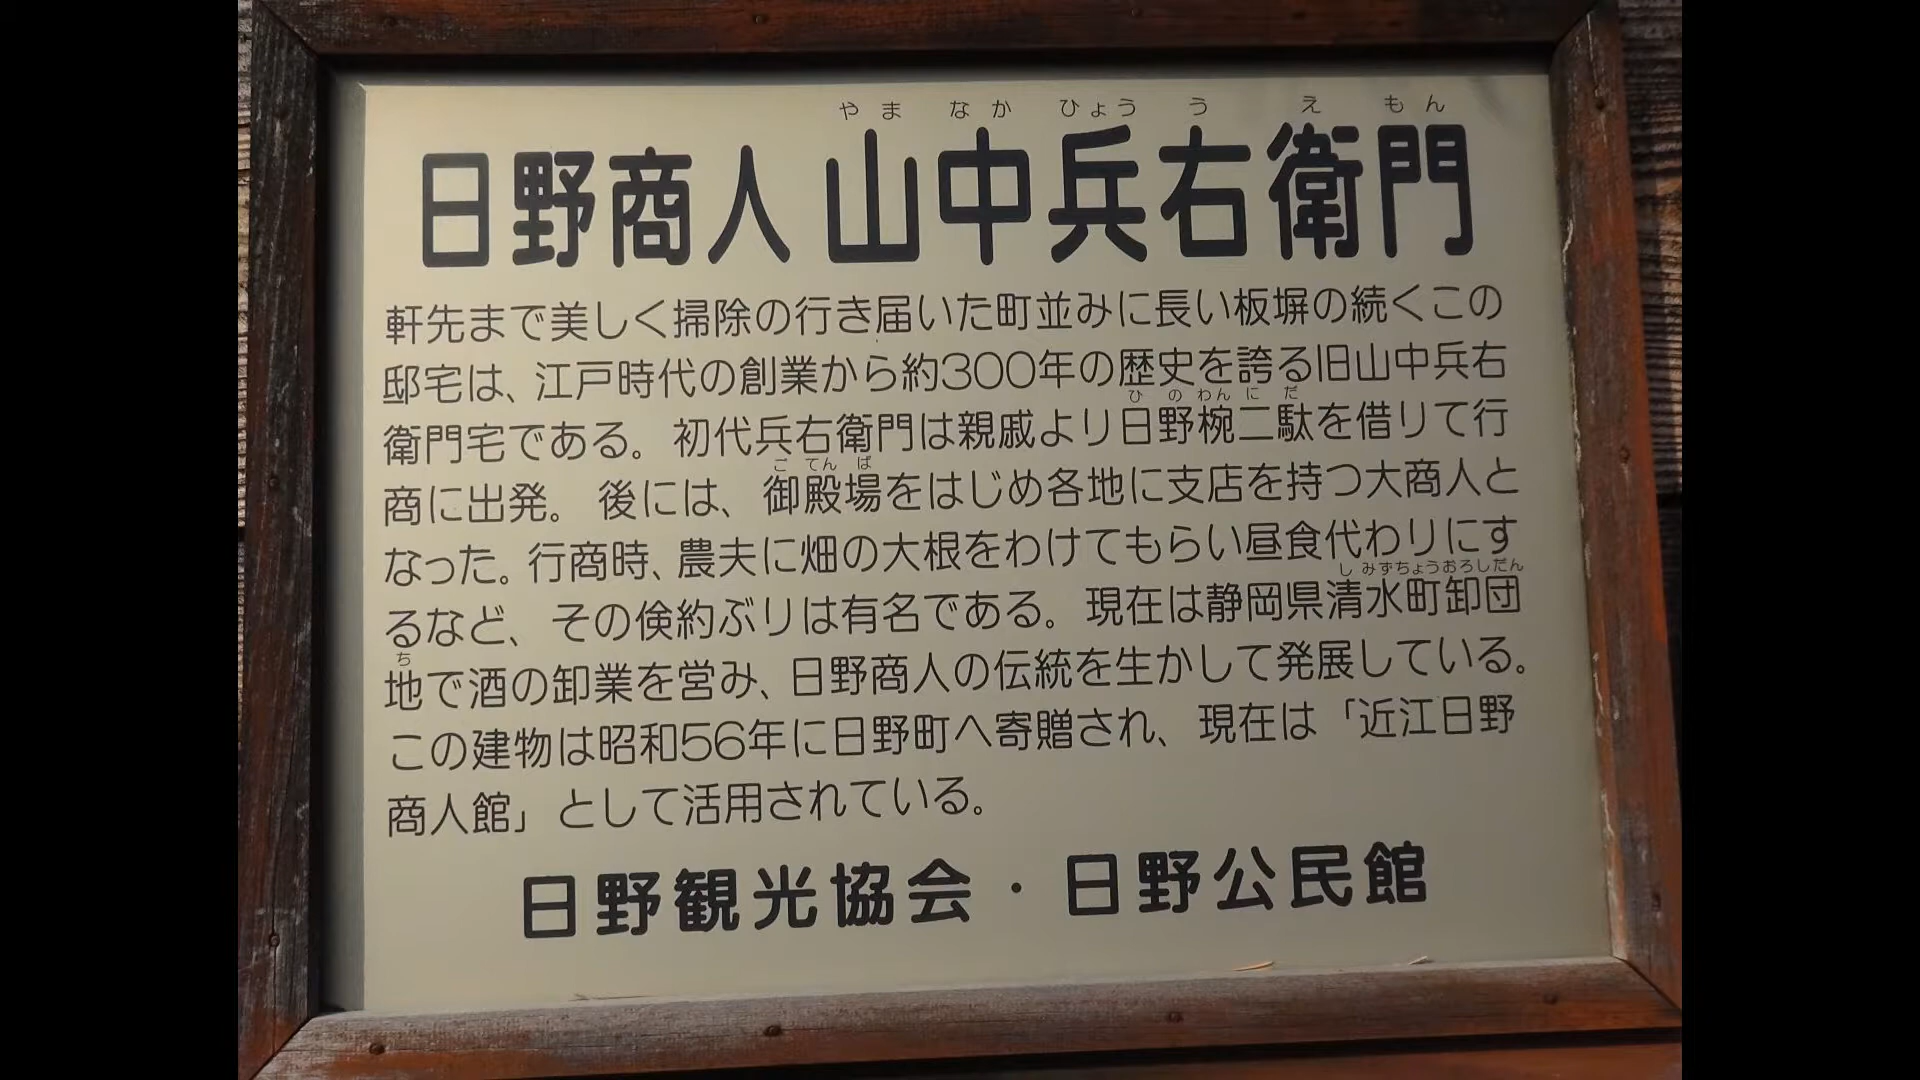 やまなかひょううえもん
日野商人 山中兵右衛門
軒先まで美しく掃除の行き届いた町並みに長い板塀の続くこの
邸宅は、江戸時代の創業から約300年の歴史を誇る旧山中兵右
ひのわんにだ
衛門宅である。初代兵右衛門は親戚より日野椀二駄を借りて行
ごてんば
商に出発。後には、御殿場をはじめ各地に支店を持つ大商人と
なった。行商時、農夫に畑の大根をわけてもらい昼食代わりにす
しみずちょうおろしだん
るなど、その倹約ぶりは有名である。現在は静岡県清水町卸団
ち
地で酒の卸業を営み、日野商人の伝統を生かして発展している。
この建物は昭和56年に日野町へ寄贈され、現在は「近江日野
商人館」として活用されている。
日野観光協会・日野公民館